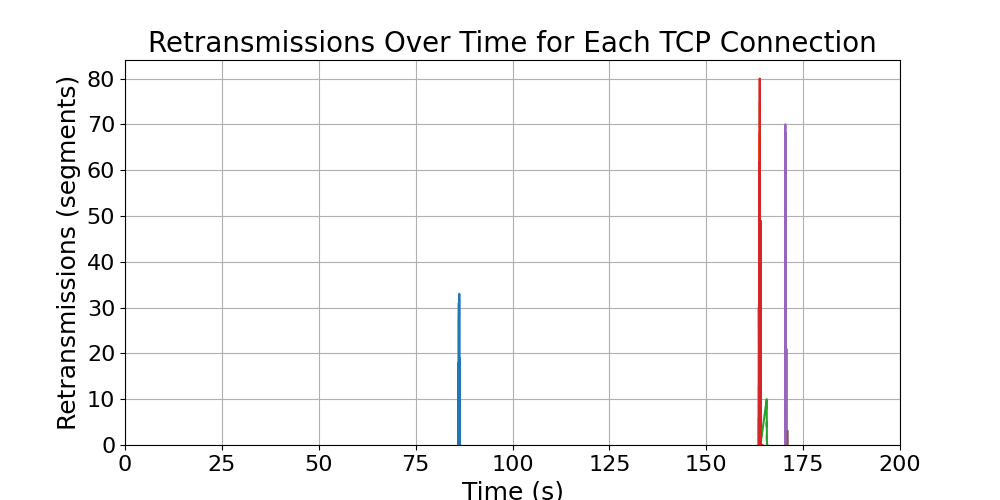 Retransmissions Over Time for Each TCP Connection
Retransmissions (segments)
80
70
60
50
40
30
20
10
0
0 25 50 75 100 125 150 175 200
Time (s)